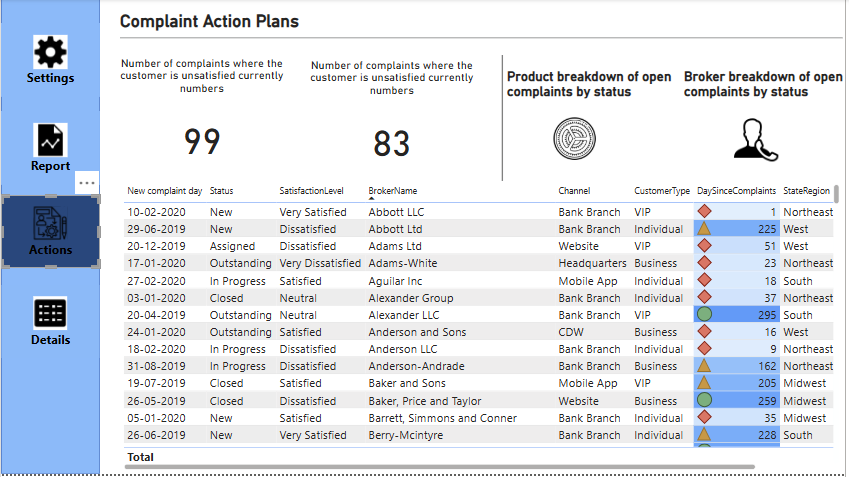 Complaint Action Plans
Settings
Report
Actions
Details
Number of complaints where the
customer is unsatisfied currently
numbers
99
Number of complaints where the
customer is unsatisfied currently
numbers
83
Product breakdown of open
complaints by status
Broker breakdown of open
complaints by status
New complaint day Status SatisfactionLevel BrokerName Channel CustomerType DaySinceComplaints StateRegion
10-02-2020 New Very Satisfied Abbott LLC Bank Branch VIP 1 Northeast
29-06-2019 New Dissatisfied Abbott Ltd Bank Branch Individual 225 West
20-12-2019 Assigned Dissatisfied Adams Ltd Website VIP 51 West
17-01-2020 Outstanding Very Dissatisfied Adams-White Headquarters Business 23 Northeast
27-02-2020 In Progress Satisfied Aguilar Inc Mobile App Individual 18 South
03-01-2020 Closed Neutral Alexander Group Bank Branch Individual 37 Northeast
20-04-2019 Outstanding Neutral Alexander LLC Bank Branch VIP 295 South
24-01-2020 Outstanding Satisfied Anderson and Sons CDW Business 16 West
18-02-2020 In Progress Dissatisfied Anderson LLC Bank Branch Individual 9 Northeast
31-08-2019 In Progress Dissatisfied Anderson-Andrade Bank Branch Business 162 Northeast
19-07-2019 Closed Satisfied Baker and Sons Mobile App VIP 205 Midwest
26-05-2019 Closed Dissatisfied Baker, Price and Taylor Website Business 259 Midwest
05-01-2020 New Satisfied Barrett, Simmons and Conner Bank Branch Individual 35 Midwest
26-06-2019 New Very Satisfied Berry-Mcintyre Bank Branch Individual 228 South
Total